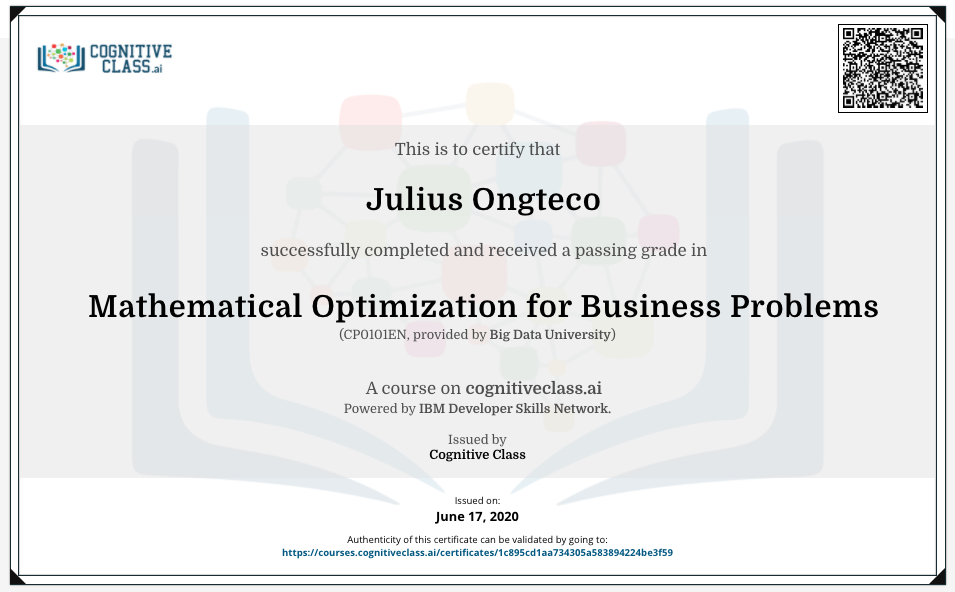 COGNITIVE
CLASS.ai
This is to certify that
Julius Ongteco
successfully completed and received a passing grade in
Mathematical Optimization for Business Problems
(CP0101EN, provided by Big Data University)
A course on cognitiveclass.ai
Powered by IBM Developer Skills Network.
Issued by
Cognitive Class
Issued on:
June 17, 2020
Authenticity of this certificate can be validated by going to:
https://courses.cognitiveclass.ai/certificates/1c895cd1aa734305a583894224be3f59